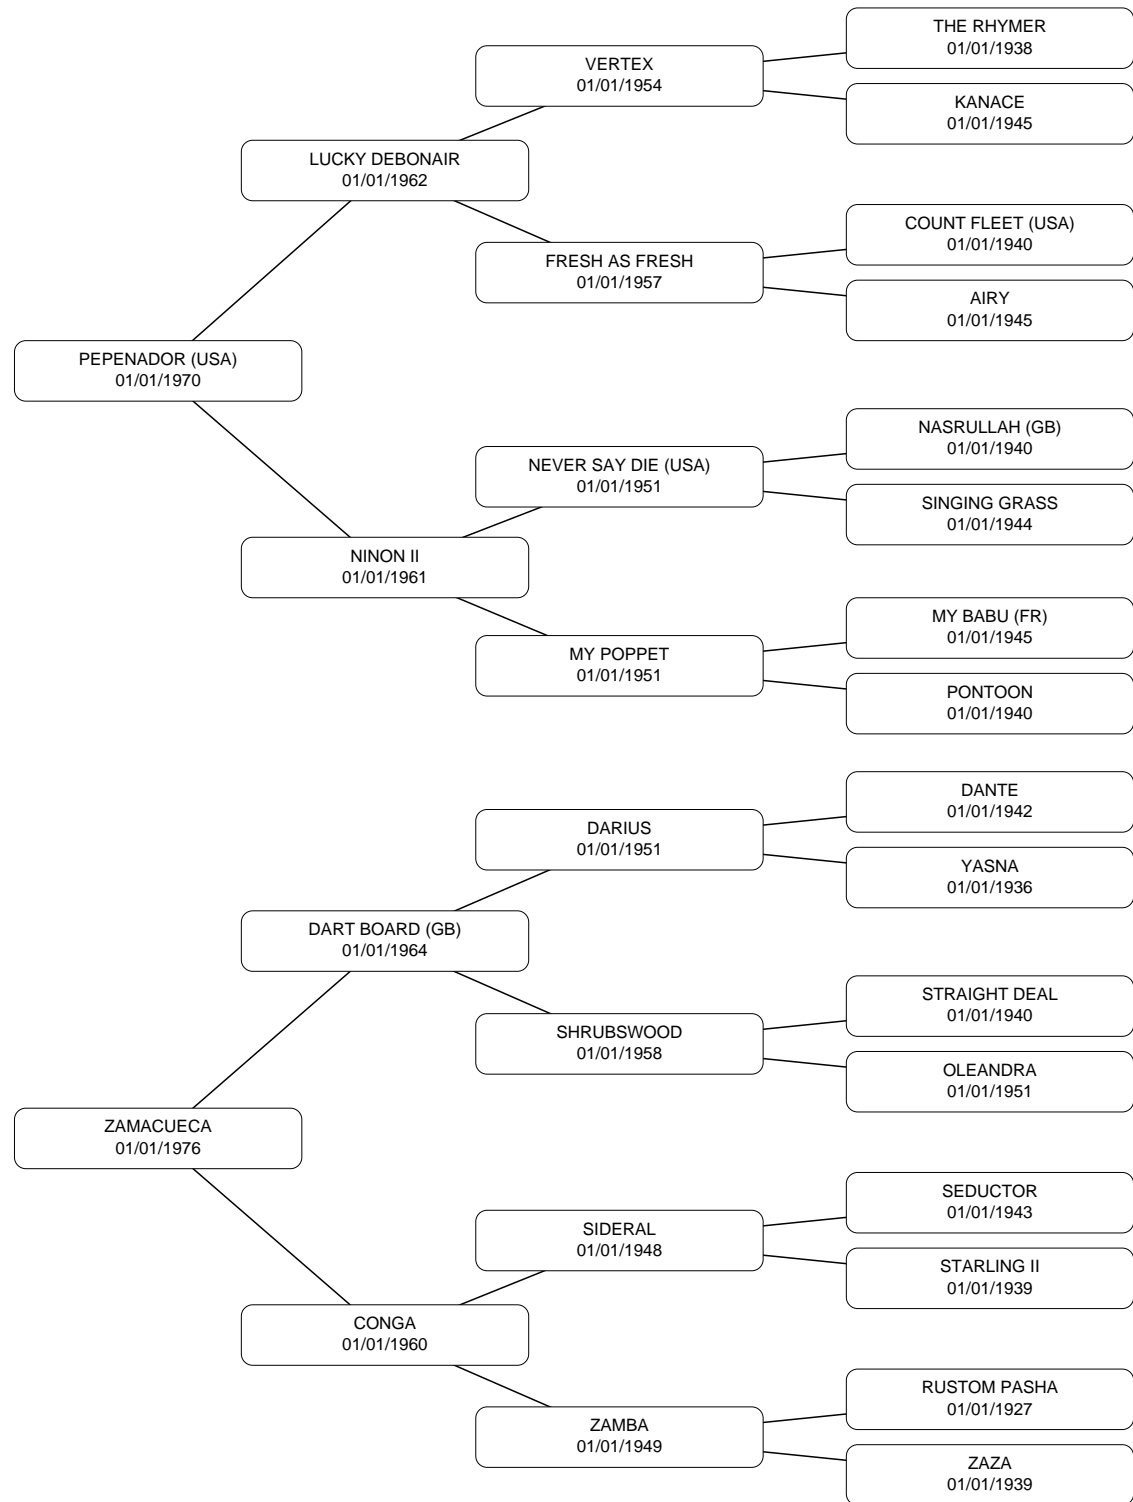 THE RHYMER
01/01/1938
VERTEX
01/01/1954
KANACE
01/01/1945
LUCKY DEBONAIR
01/01/1962
COUNT FLEET (USA)
01/01/1940
FRESH AS FRESH
01/01/1957
AIRY
01/01/1945
PEPENADOR (USA)
01/01/1970
NASRULLAH (GB)
01/01/1940
NEVER SAY DIE (USA)
01/01/1951
SINGING GRASS
01/01/1944
NINON II
01/01/1961
MY BABU (FR)
01/01/1945
MY POPPET
01/01/1951
PONTOON
01/01/1940
DANTE
01/01/1942
DARIUS
01/01/1951
YASNA
01/01/1936
DART BOARD (GB)
01/01/1964
STRAIGHT DEAL
01/01/1940
SHRUBSWOOD
01/01/1958
OLEANDRA
01/01/1951
ZAMACUECA
01/01/1976
SEDUCTOR
01/01/1943
SIDERAL
01/01/1948
STARLING II
01/01/1939
CONGA
01/01/1960
RUSTOM PASHA
01/01/1927
ZAMBA
01/01/1949
ZAZA
01/01/1939